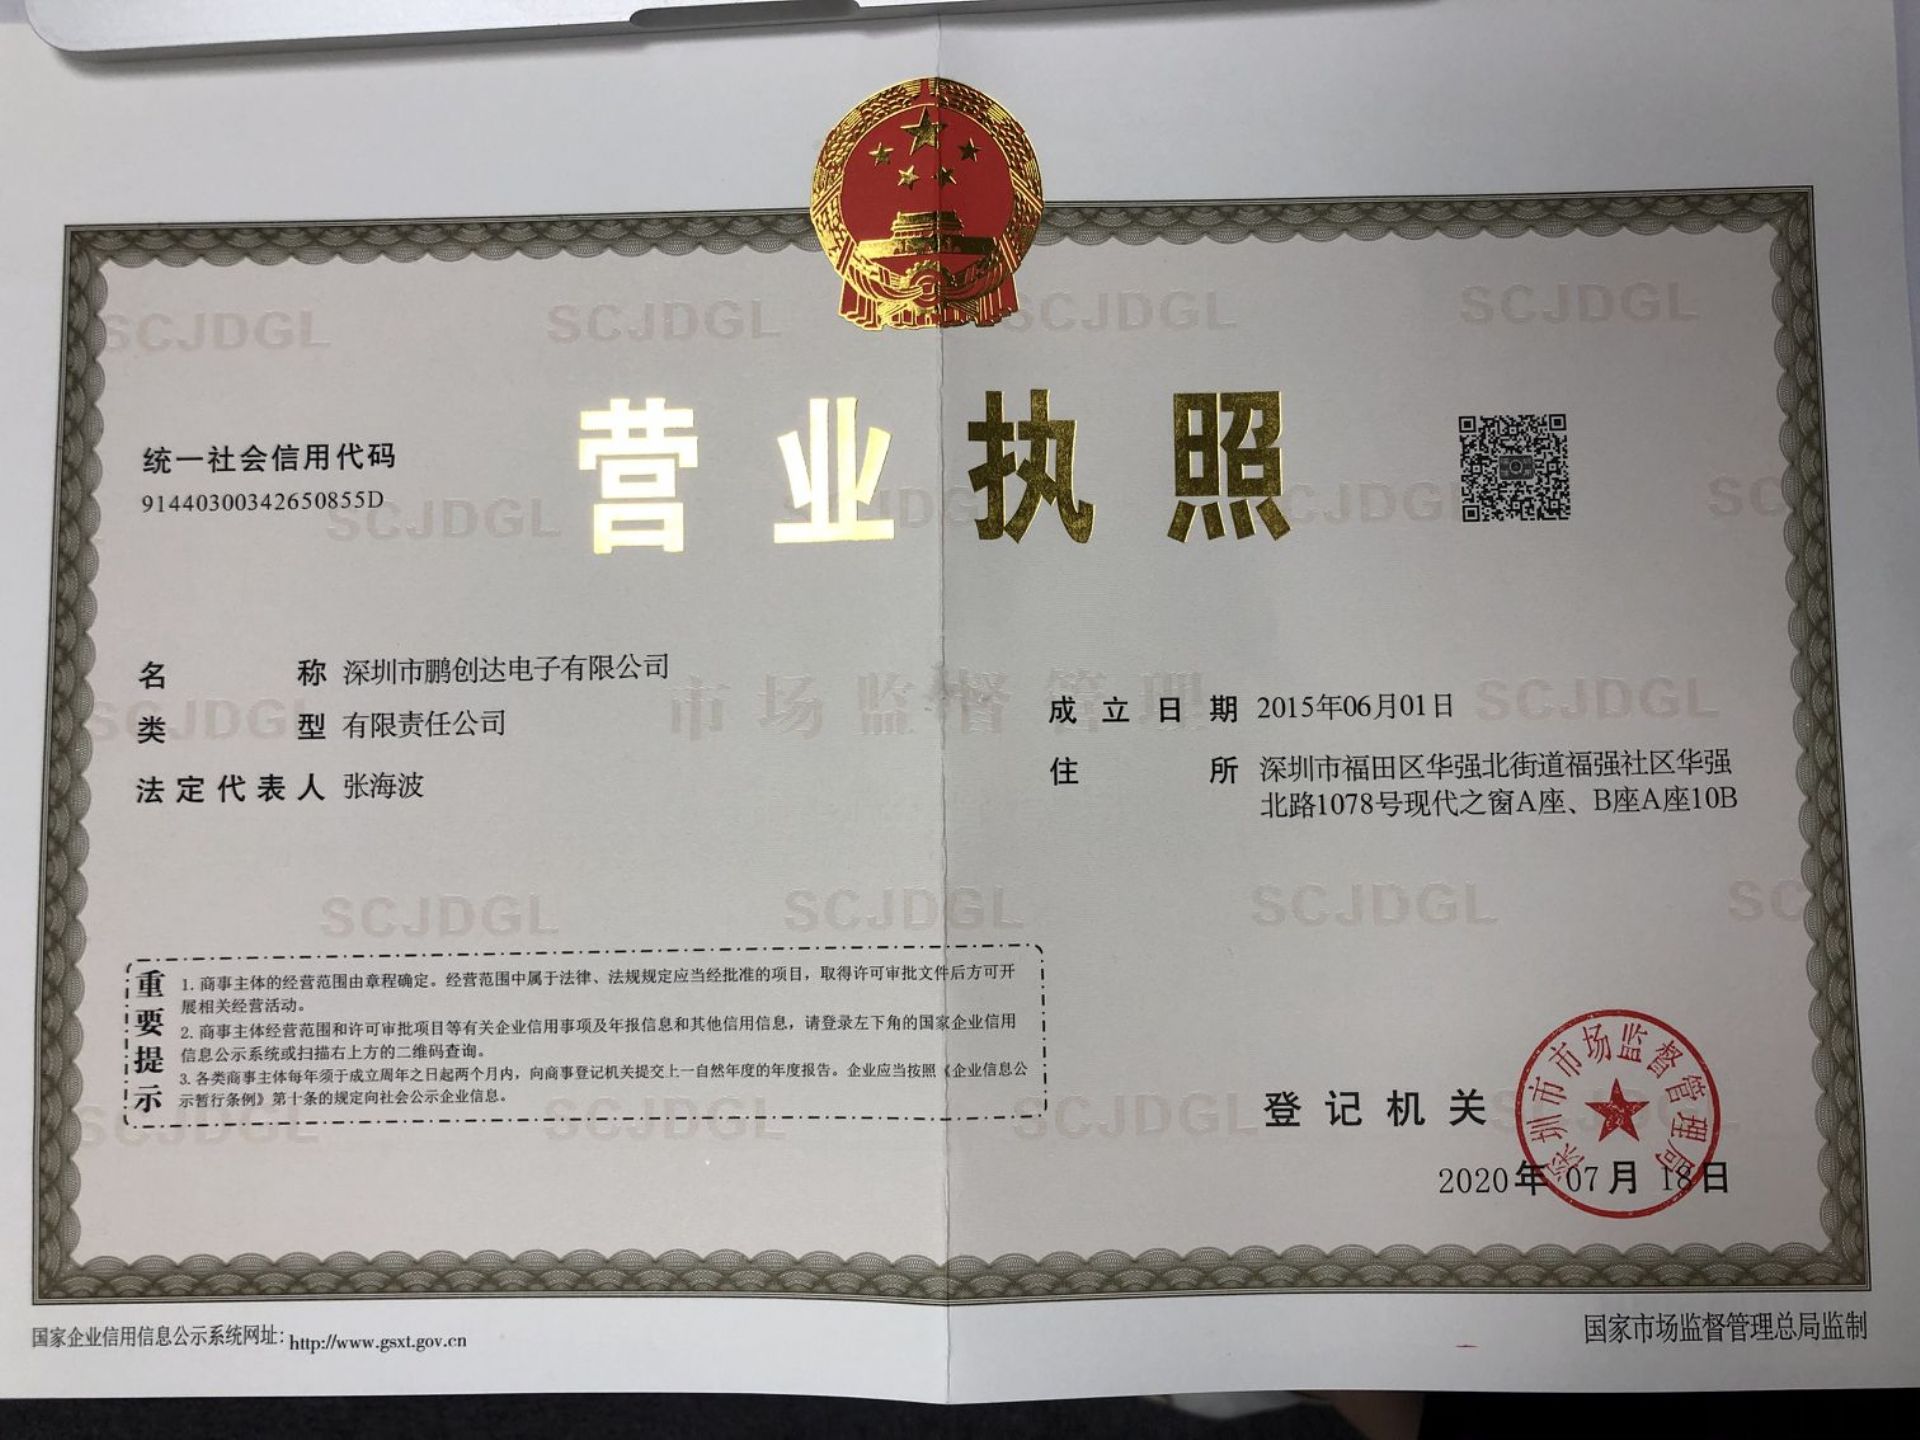 营业执照
统一社会信用代码
91440300342650855D
名称 深圳市鹏创达电子有限公司
类型 有限责任公司
法定代表人 张海波
成立日期 2015年06月01日
住所 深圳市福田区华强北街道福强社区华强
北路1078号现代之窗A座、B座A座10B
重要提示
1. 商事主体的经营范围由章程确定。经营范围中属于法律、法规规定应当经批准的项目，取得许可审批文件后方可开
展相关经营活动。
2. 商事主体经营范围和许可审批项目等有关企业信用事项及年报信息和其他信用信息，请登录左下角的国家企业信用
信息公示系统或扫描右上方的二维码查询。
3. 各类商事主体每年须于成立周年之日起两个月内，向商事登记机关提交上一自然年度的年度报告。企业应当按照《企业信息公
示暂行条例》第十条的规定向社会公示企业信息。
登记机关
深圳市市场监督管理局
2020年07月18日
国家企业信用信息公示系统网址：http://www.gsxt.gov.cn
国家市场监督管理总局监制
SCJDGL SCJDGL SCJDGL SCJDGL
SCJDGL
市场监督管理
SCJDGL
SCJDGL SCJDGL SCJDGL
SCJDGL SCJDGL SCJDGL